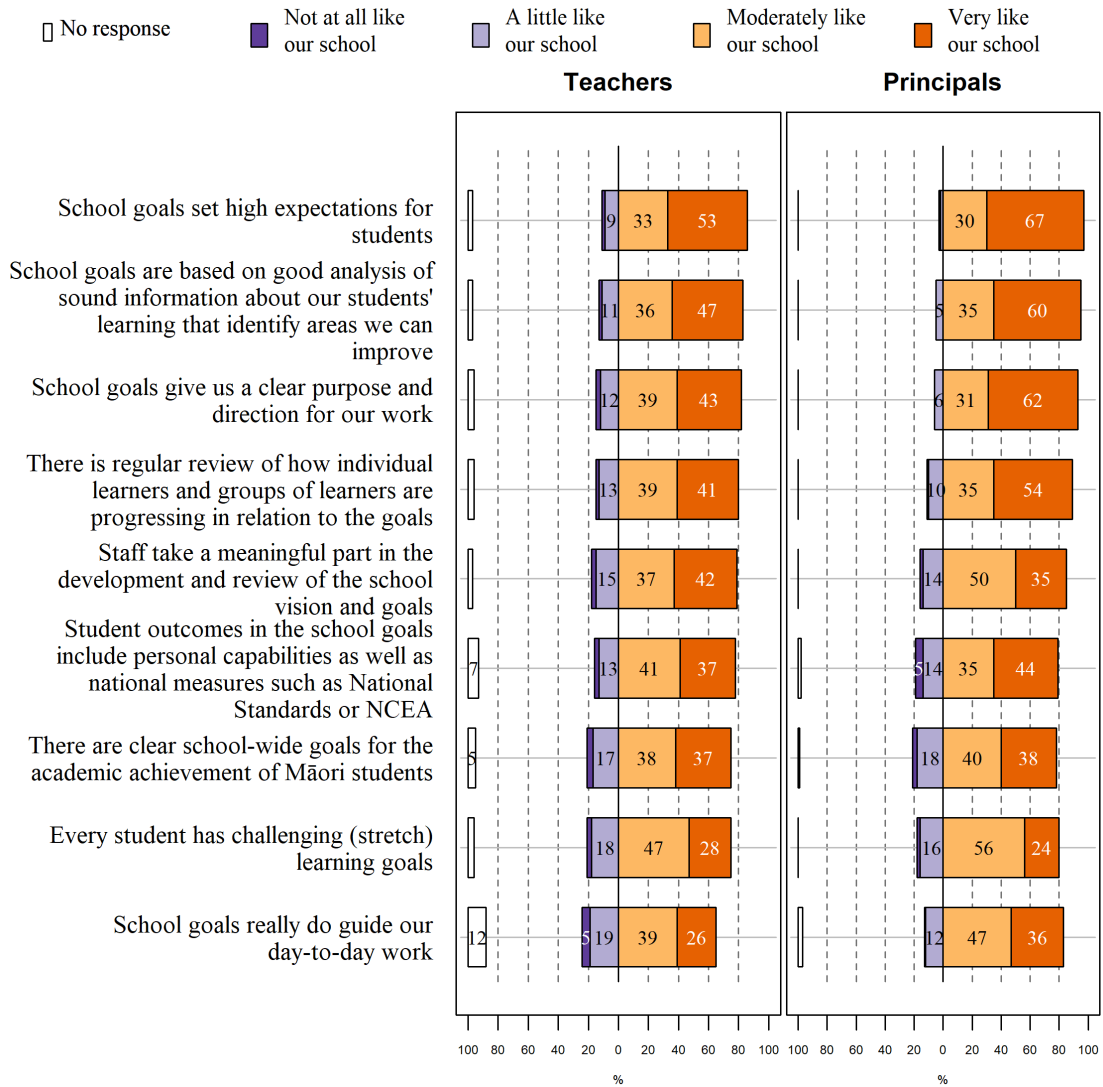 No response
Not at all like
our school
A little like
our school
Moderately like
our school
Very like
our school
Teachers
Principals
School goals set high expectations for
students
9 33 53
30 67
School goals are based on good analysis of
sound information about our students'
learning that identify areas we can
improve
11 36 47
5 35 60
School goals give us a clear purpose and
direction for our work
12 39 43
6 31 62
There is regular review of how individual
learners and groups of learners are
progressing in relation to the goals
13 39 41
10 35 54
Staff take a meaningful part in the
development and review of the school
vision and goals
15 37 42
14 50 35
Student outcomes in the school goals
include personal capabilities as well as
national measures such as National
Standards or NCEA
7 13 41 37
5 14 35 44
There are clear school-wide goals for the
academic achievement of Māori students
5 17 38 37
18 40 38
Every student has challenging (stretch)
learning goals
18 47 28
16 56 24
School goals really do guide our
day-to-day work
12 5 19 39 26
12 47 36
100 80 60 40 20 0 20 40 60 80 100
100 80 60 40 20 0 20 40 60 80 100
%
%